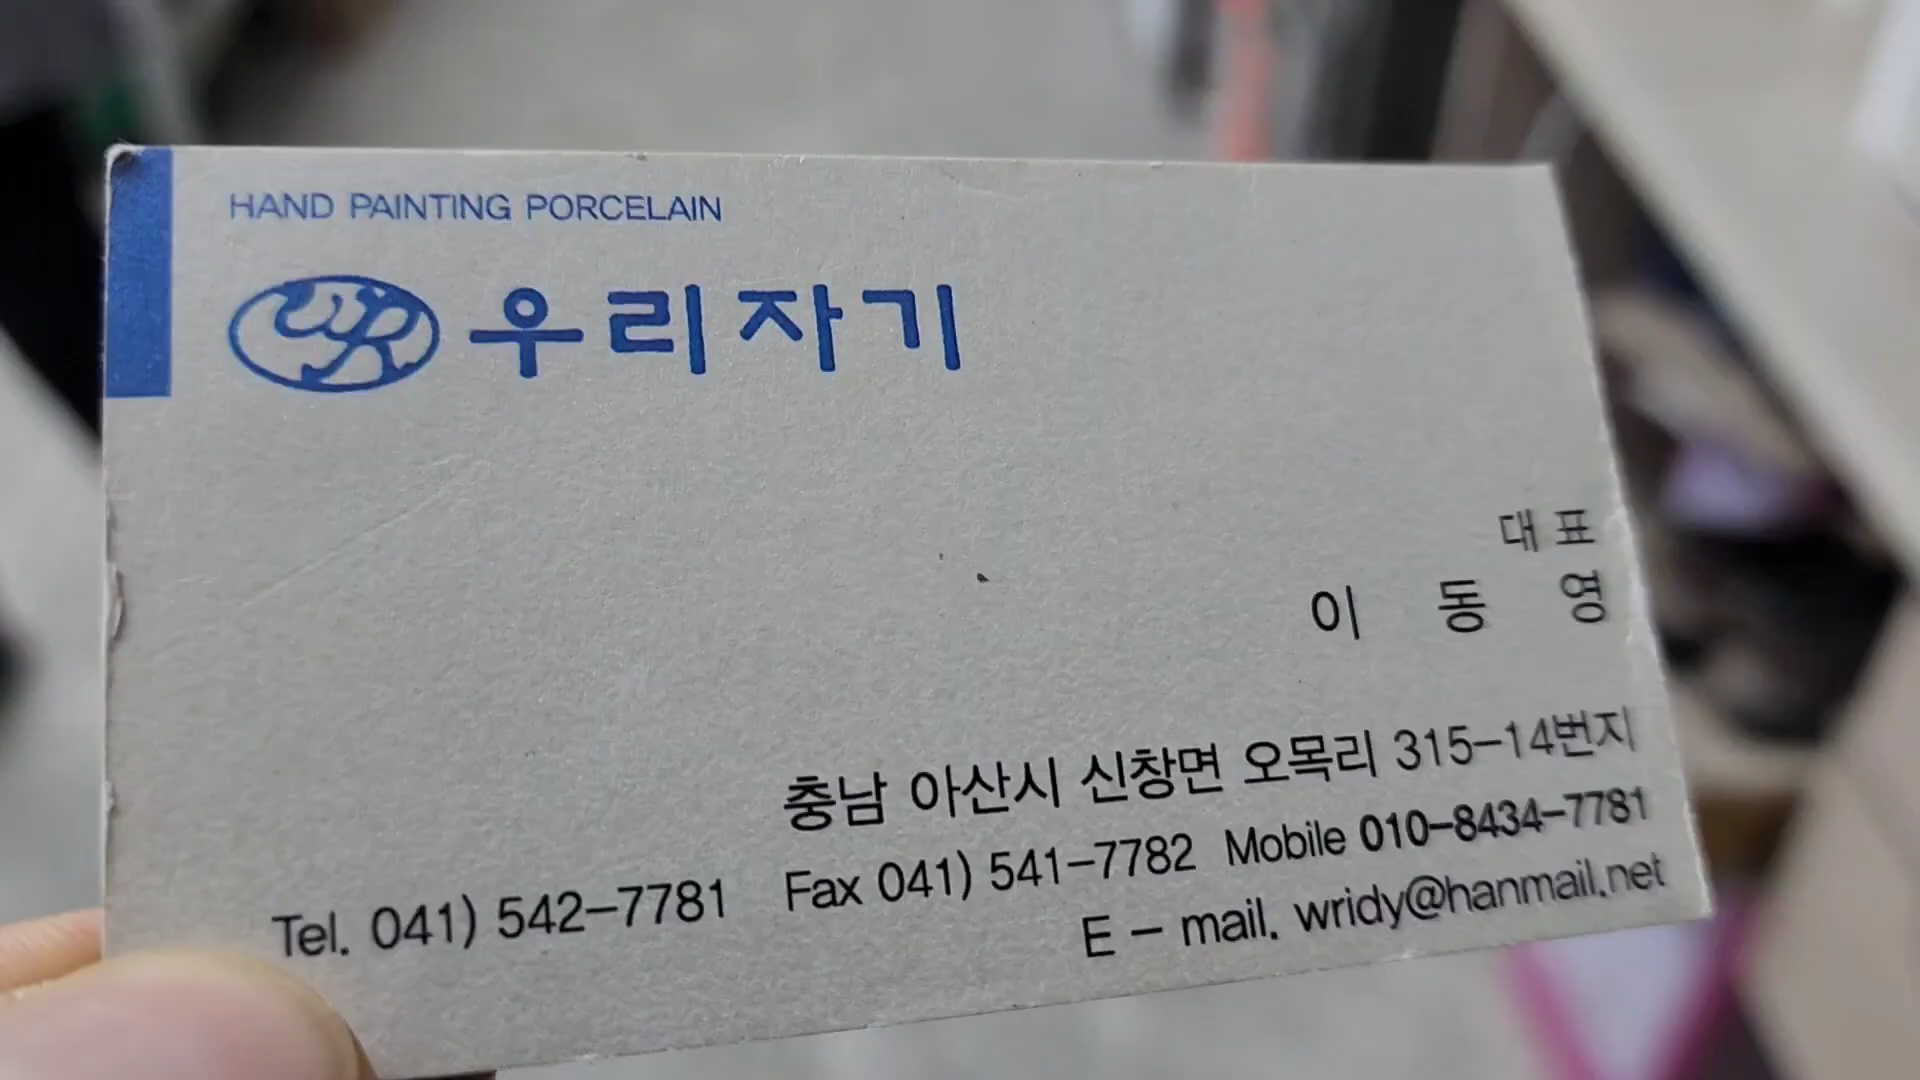 HAND PAINTING PORCELAIN
우리자기
대표
이 동 영
충남 아산시 신창면 오목리 315-14번지
Tel. 041) 542-7781 Fax 041) 541-7782 Mobile 010-8434-7781
E - mail. wridy@hanmail.net